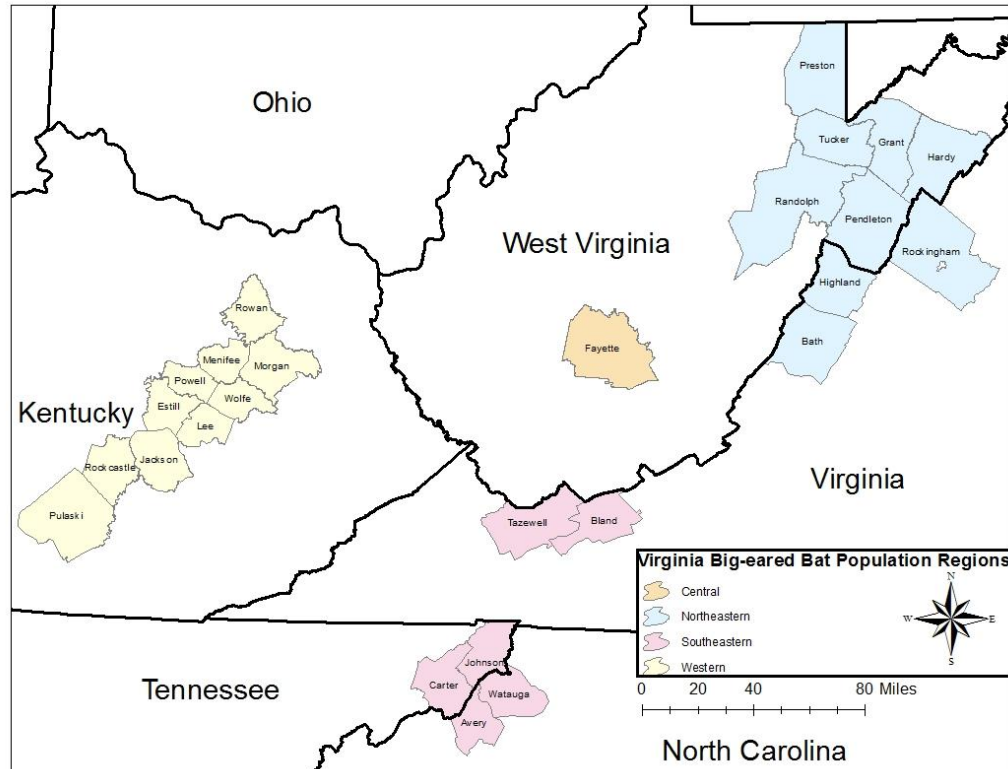 Preston
Ohio
Tucker
Grant
Hardy
Randolph
Pendleton
West Virginia
Rockingham
Highland
Rowan
Bath
Fayette
Menifee
Morgan
Powell
Wolfe
Estill
Kentucky
Lee
Jackson
Rockcastle
Virginia
Pulaski
Tazewell
Bland
Virginia Big-eared Bat Population Regions
Central
Northeastern
Southeastern
Western
N
W
E
S
Johnson
Tennessee
Carter
Watauga
Avery
0 20 40 80 Miles
North Carolina